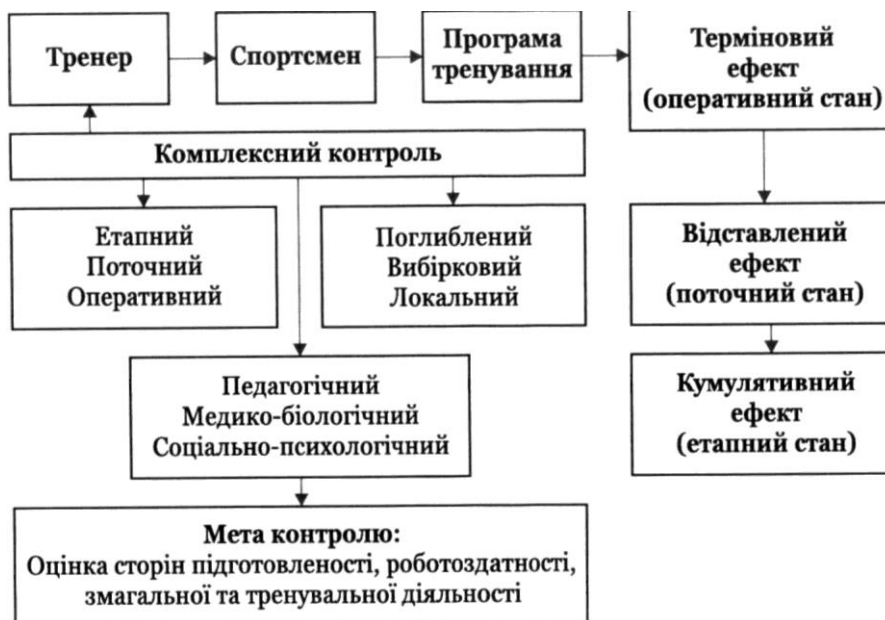 Тренер
Спортсмен
Програма
тренування
Терміновий
ефект
(оперативний стан)
Комплексний контроль
Етапний
Поточний
Оперативний
Поглиблений
Вибірковий
Локальний
Відставлений
ефект
(поточний стан)
Педагогічний
Медико-біологічний
Соціально-психологічний
Кумулятивний
ефект
(етапний стан)
Мета контролю:
Оцінка сторін підготовленості, роботоздатності,
змагальної та тренувальної діяльності